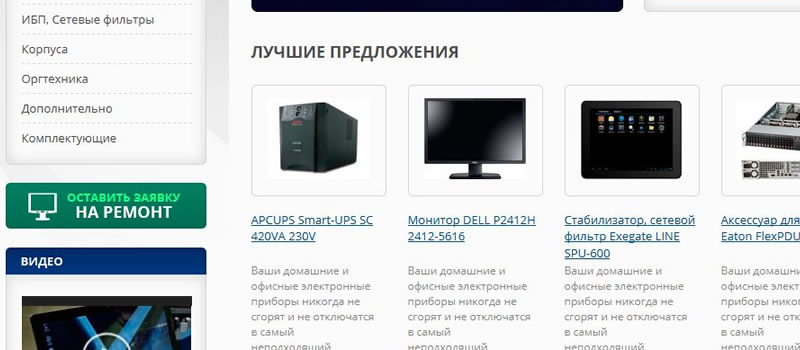 ИБП, Сетевые фильтры
Корпуса
Оргтехника
Дополнительно
Комплектующие
ОСТАВИТЬ ЗАЯВКУ
НА РЕМОНТ
ВИДЕО
ЛУЧШИЕ ПРЕДЛОЖЕНИЯ
APCUPS Smart-UPS SC
420VA 230V
Ваши домашние и
офисные электронные
приборы никогда не
сгорят и не отключатся
в самый
неподходящий
Монитор DELL P2412H
2412-5616
Ваши домашние и
офисные электронные
приборы никогда не
сгорят и не отключатся
в самый
неподходящий
Стабилизатор, сетевой
фильтр Exegate LINE
SPU-600
Ваши домашние и
офисные электронные
приборы никогда не
сгорят и не отключатся
в самый
неподходящий
Аксессуар для
Eaton FlexPDU
Ваши домашние
офисные электр
приборы никогд
сгорят и не откл
в самый
неподходящий